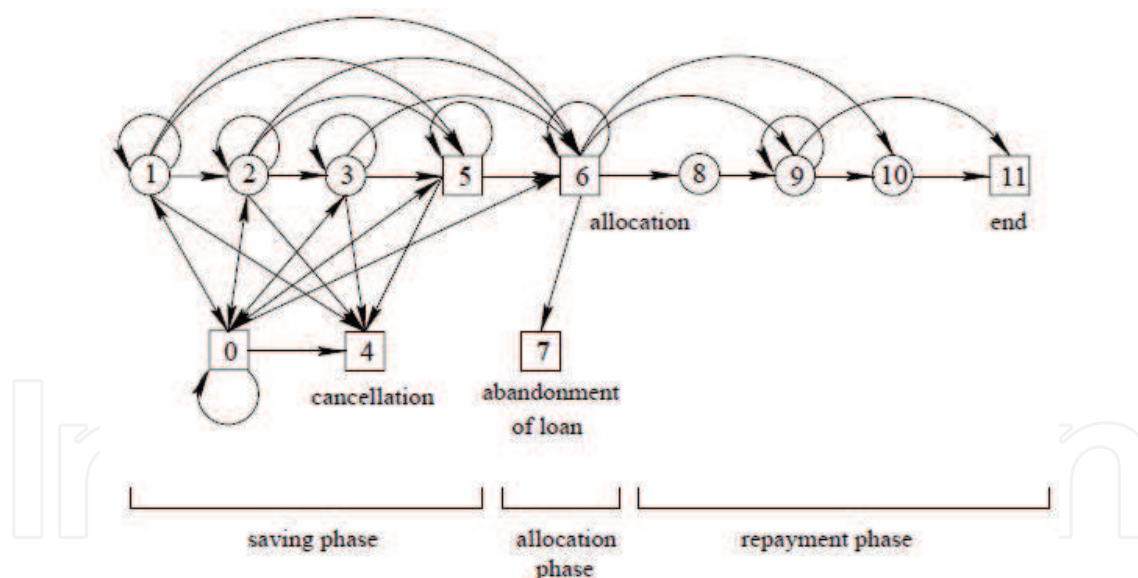 1 2 3 5 6 8 9 10 11
allocation end
0 4 7
cancellation abandonment
of loan
saving phase allocation repayment phase
phase